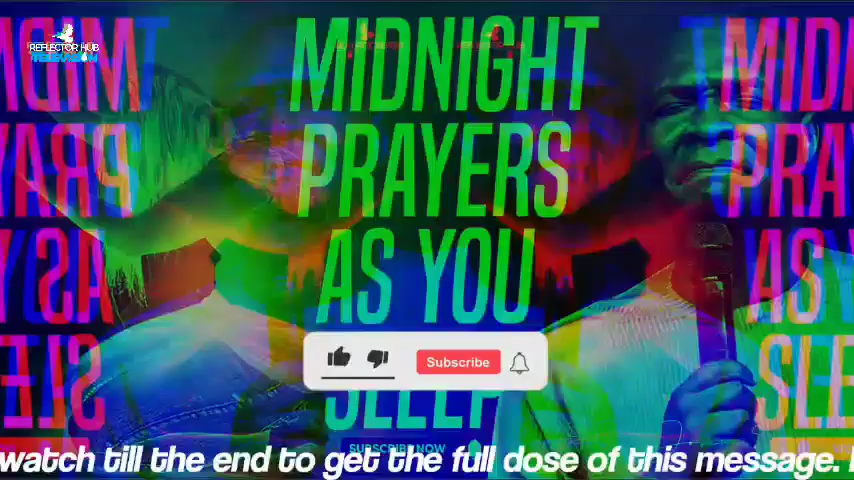 REFLECTOR HUB
TELEVISION
MIDNIGHT
PRAYERS
AS YOU
SLEEP
Subscribe
SUBSCRIBE NOW
watch till the end to get the full dose of this message.